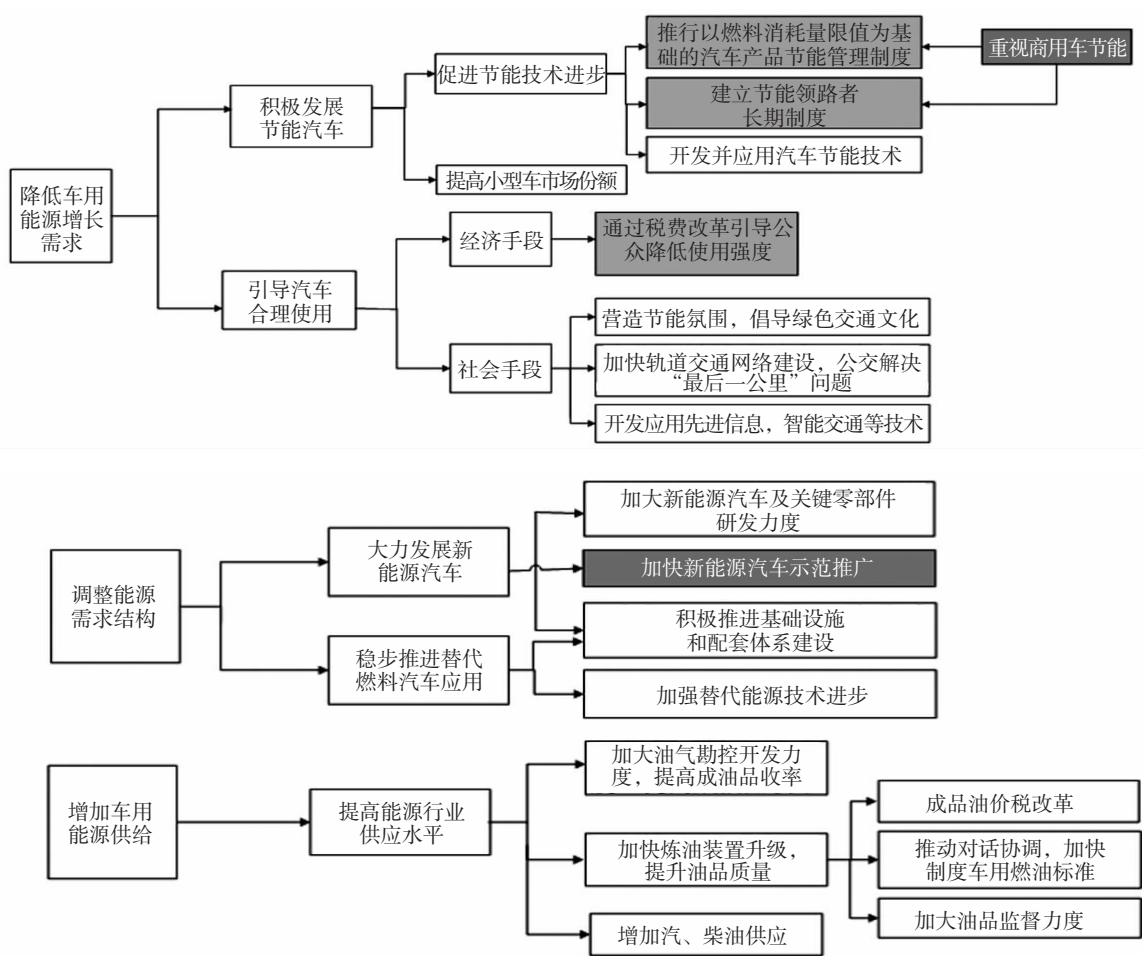 推行以燃料消耗量限值为基
础的汽车产品节能管理制度
重视商用车节能
促进节能技术进步
积极发展
节能汽车
建立节能领路者
长期制度
开发并应用汽车节能技术
提高小型车市场份额
降低车用
能源增长
需求
经济手段
通过税费改革引导公
众降低使用强度
引导汽车
合理使用
营造节能氛围，倡导绿色交通文化
社会手段
加快轨道交通网络建设，公交解决
“最后一公里”问题
开发应用先进信息，智能交通等技术
加大新能源汽车及关键零部件
研发力度
大力发展新
能源汽车
加快新能源汽车示范推广
调整能源
需求结构
积极推进基础设施
和配套体系建设
稳步推进替代
燃料汽车应用
加强替代能源技术进步
加大油气勘控开发力
度，提高成油品收率
增加车用
能源供给
提高能源行业
供应水平
成品油价税改革
加快炼油装置升级，
提升油品质量
推动对话协调，加快
制度车用燃油标准
加大油品监督力度
增加汽、柴油供应